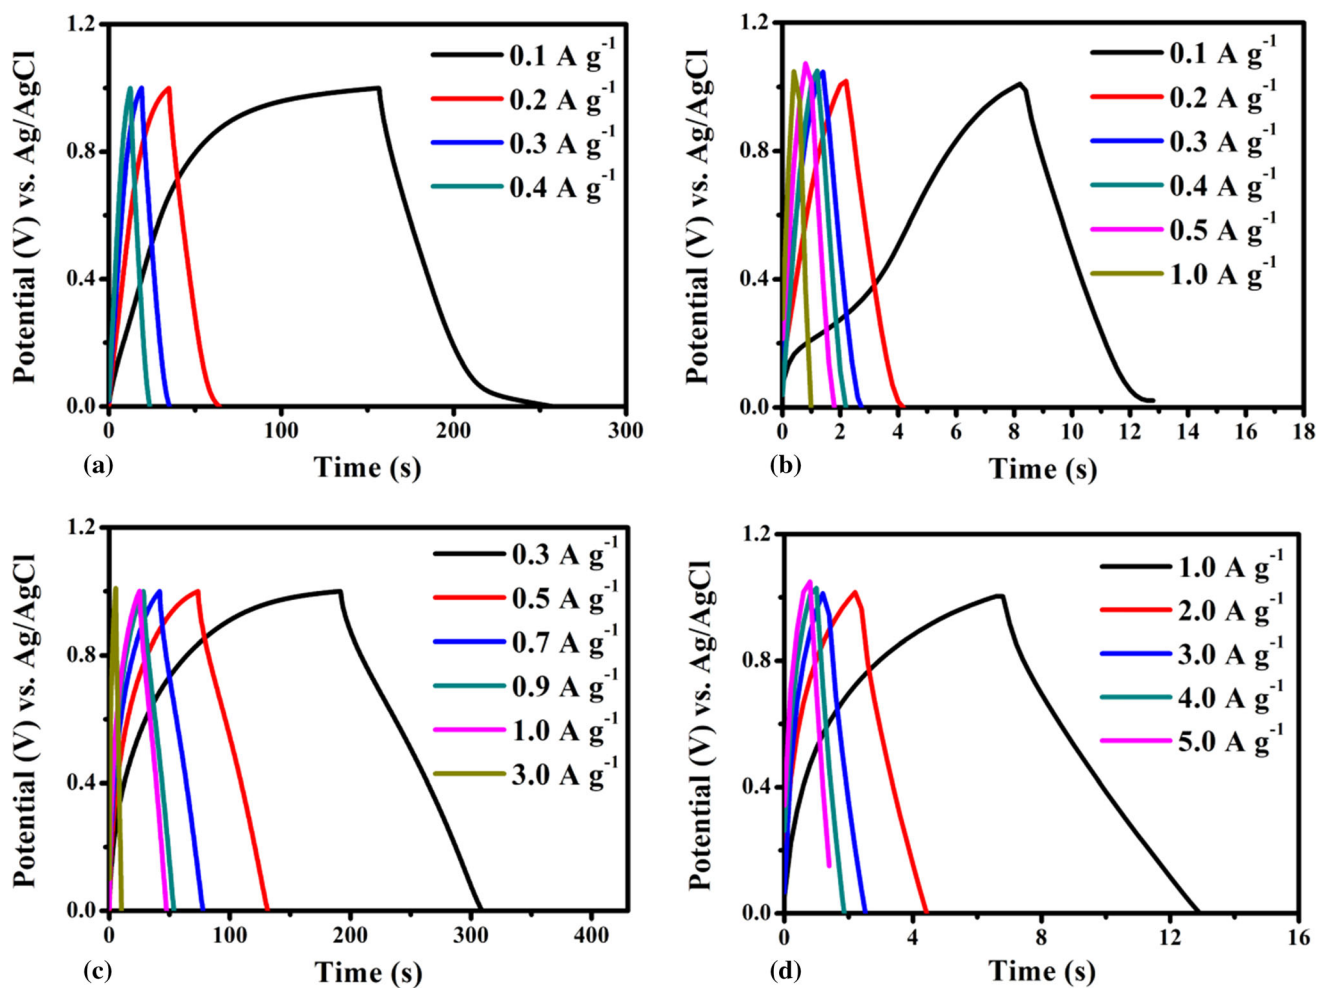 1.2
0.8
0.4
0.0
Potential (V) vs. Ag/AgCl
0.1 A g⁻¹
0.2 A g⁻¹
0.3 A g⁻¹
0.4 A g⁻¹
0 100 200 300
Time (s)
(a)
1.2
0.8
0.4
0.0
Potential (V) vs. Ag/AgCl
0.1 A g⁻¹
0.2 A g⁻¹
0.3 A g⁻¹
0.4 A g⁻¹
0.5 A g⁻¹
1.0 A g⁻¹
0 2 4 6 8 10 12 14 16 18
Time (s)
(b)
1.2
0.8
0.4
0.0
Potential (V) vs. Ag/AgCl
0.3 A g⁻¹
0.5 A g⁻¹
0.7 A g⁻¹
0.9 A g⁻¹
1.0 A g⁻¹
3.0 A g⁻¹
0 100 200 300 400
Time (s)
(c)
1.2
0.8
0.4
0.0
Potential (V) vs. Ag/AgCl
1.0 A g⁻¹
2.0 A g⁻¹
3.0 A g⁻¹
4.0 A g⁻¹
5.0 A g⁻¹
0 4 8 12 16
Time (s)
(d)